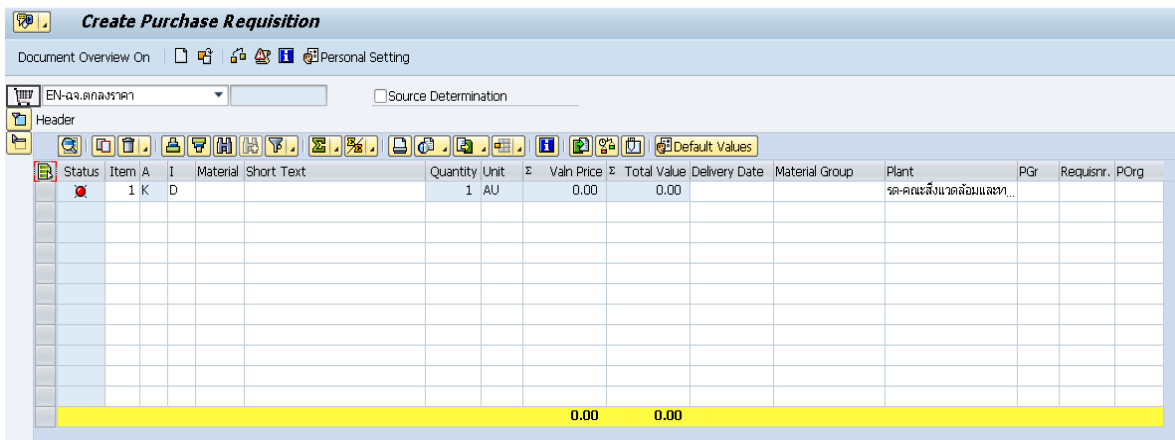 Create Purchase Requisition
Document Overview On Personal Setting
EN-ฉจ.ตกลงราคา Source Determination
Header
Default Values
Status Item A I Material Short Text Quantity Unit Σ Valn Price Σ Total Value Delivery Date Material Group Plant PGr Requisnr. POrg
1 K D 1 AU 0.00 0.00 รด-คณะสิ่งแวดล้อมและทา...
0.00 0.00